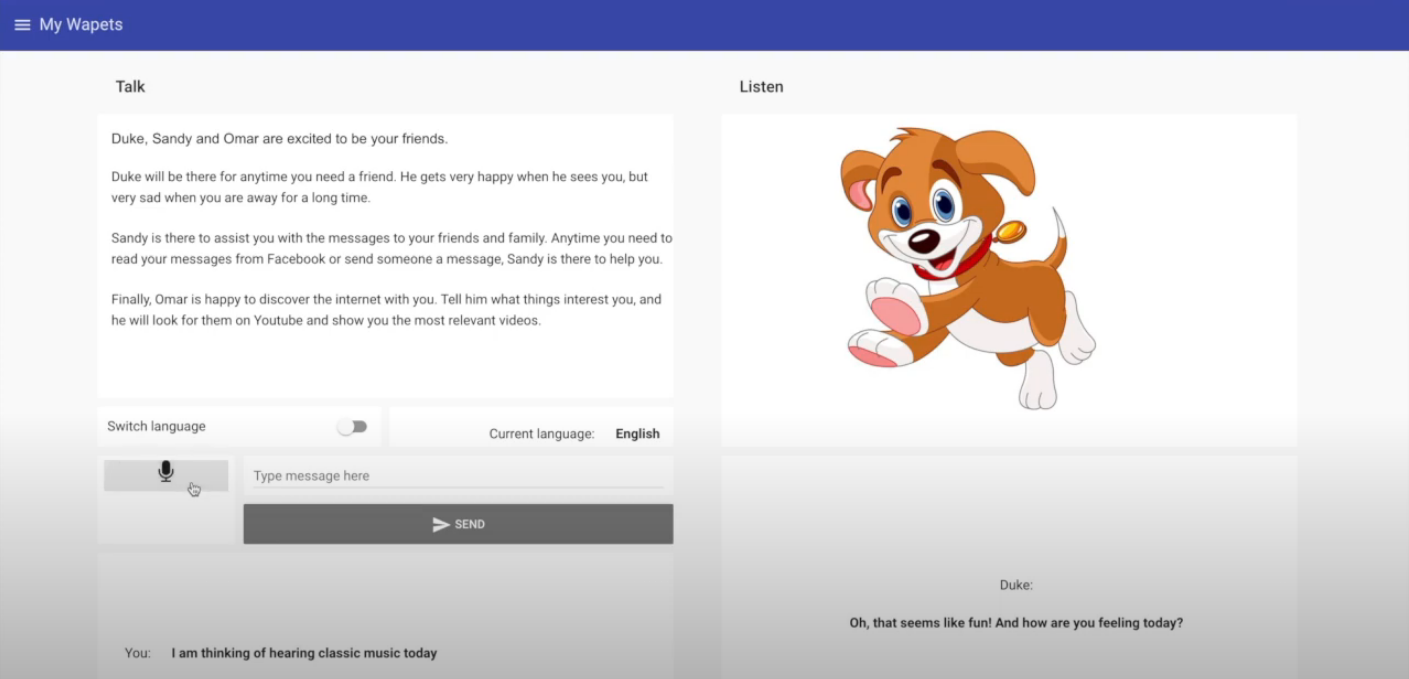 My Wapets
Talk
Duke, Sandy and Omar are excited to be your friends.
Duke will be there for anytime you need a friend. He gets very happy when he sees you, but
very sad when you are away for a long time.
Sandy is there to assist you with the messages to your friends and family. Anytime you need to
read your messages from Facebook or send someone a message, Sandy is there to help you.
Finally, Omar is happy to discover the internet with you. Tell him what things interest you, and
he will look for them on Youtube and show you the most relevant videos.
Switch language
Current language: English
Type message here
SEND
You: I am thinking of hearing classic music today
Listen
Duke:
Oh, that seems like fun! And how are you feeling today?